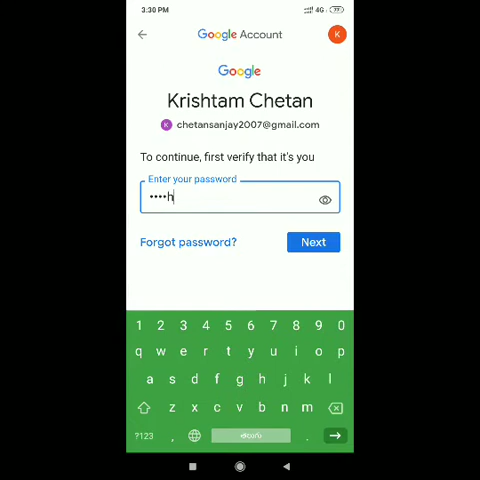 3:30 PM 4G 77
Google Account K
Google
Krishtam Chetan
K chetansanjay2007@gmail.com
To continue, first verify that it's you
Enter your password
••••h
Forgot password? Next
1 2 3 4 5 6 7 8 9 0
q w e r t y u i o p
a s d f g h j k l
z x c v b n m
?123 , తెలుగు .